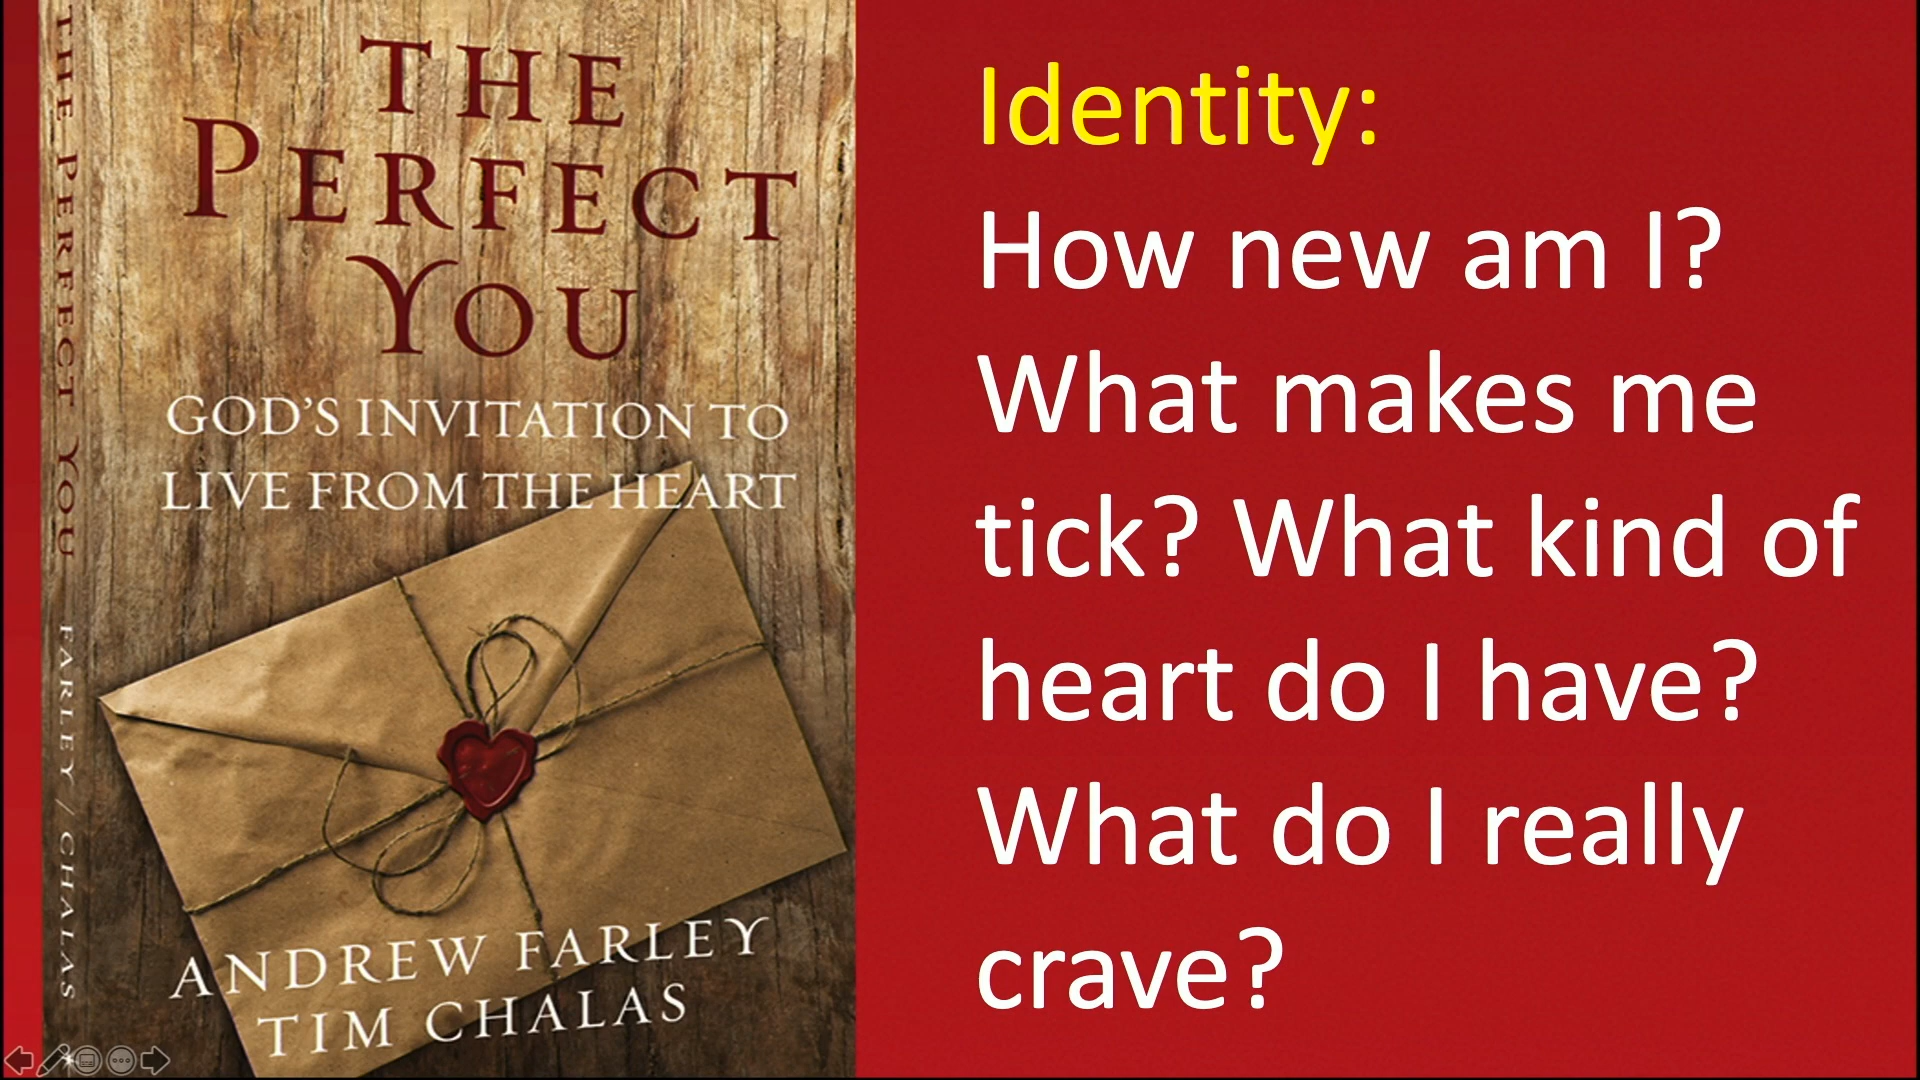 THE PERFECT YOU FARLEY / CHALAS
THE
PERFECT
YOU
GOD'S INVITATION TO
LIVE FROM THE HEART
ANDREW FARLEY
TIM CHALAS
Identity:
How new am I?
What makes me
tick? What kind of
heart do I have?
What do I really
crave?